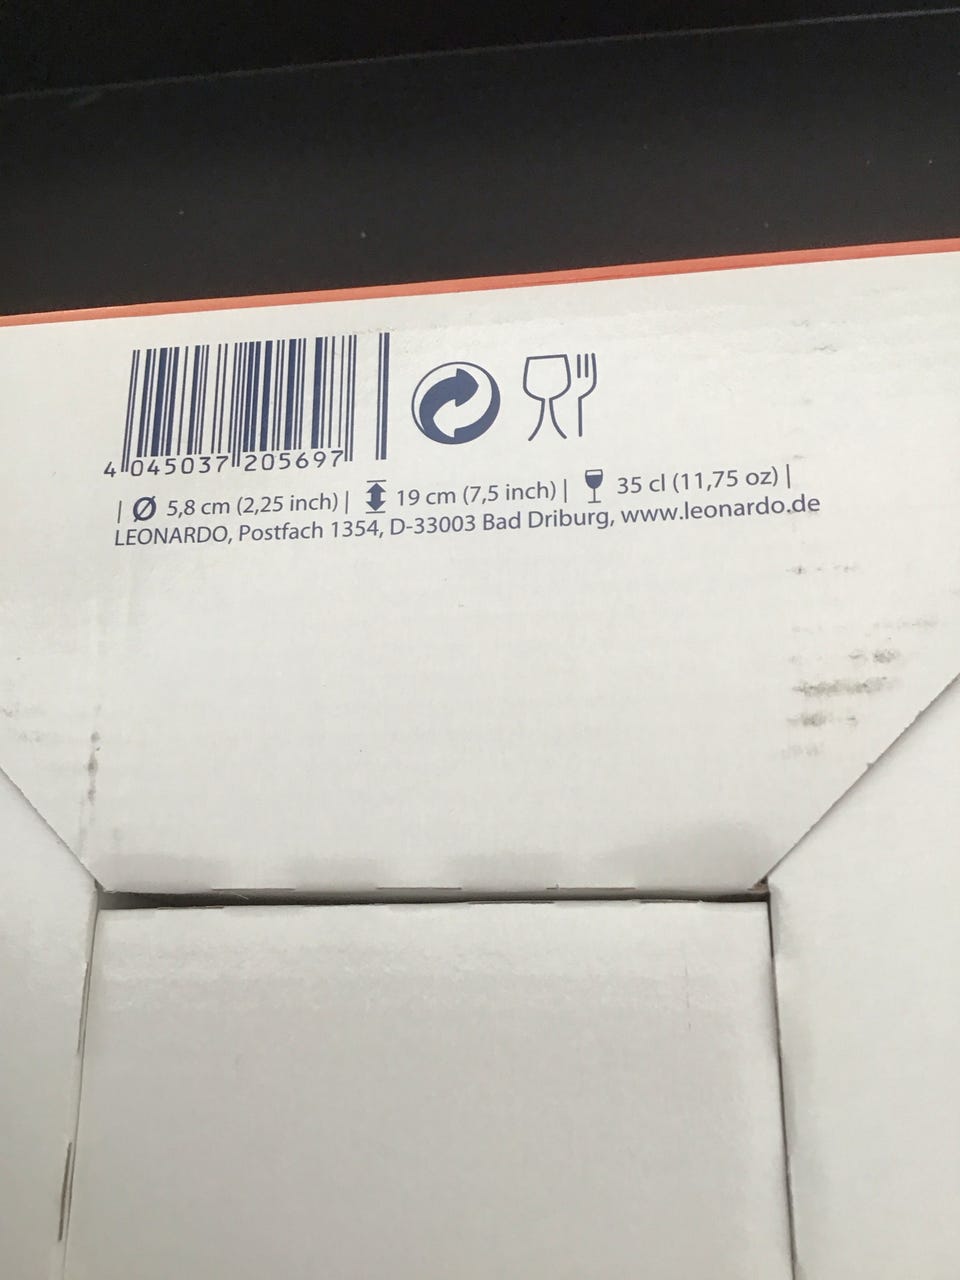 4 045037 205697
| Ø 5,8 cm (2,25 inch) | 19 cm (7,5 inch) | 35 cl (11,75 oz) |
LEONARDO, Postfach 1354, D-33003 Bad Driburg, www.leonardo.de